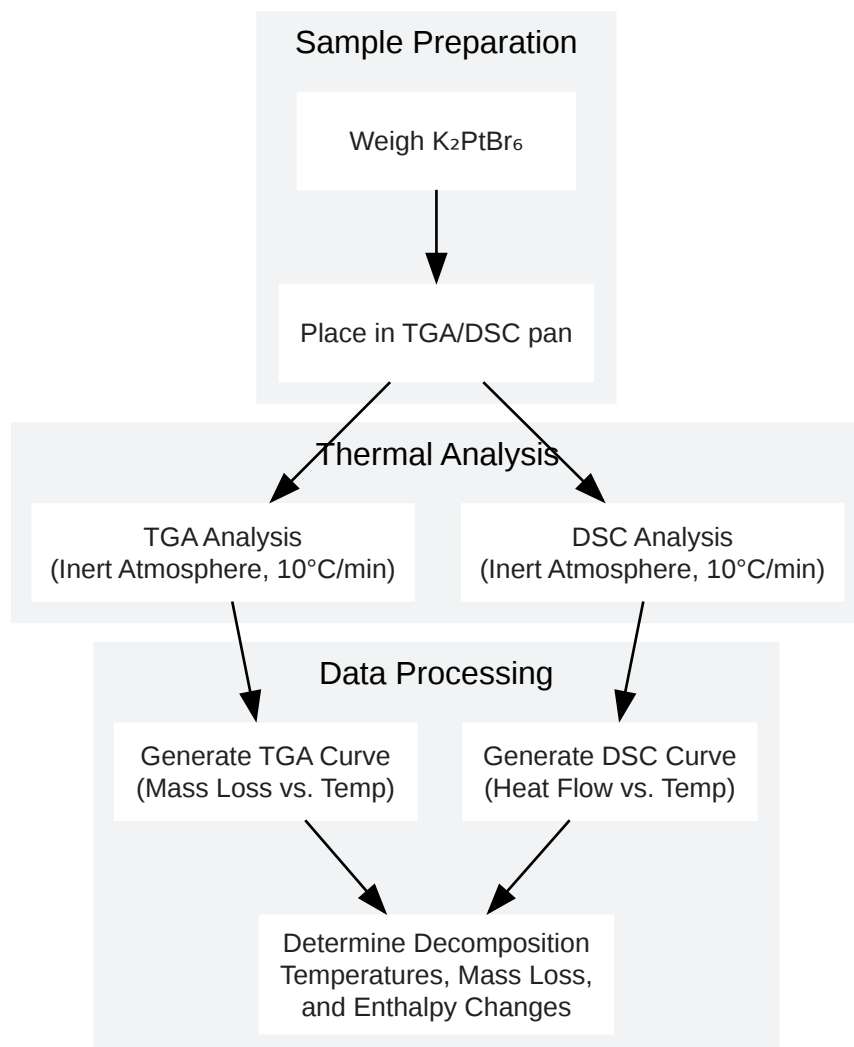 Sample Preparation
Weigh K₂PtBr₆
Place in TGA/DSC pan
Thermal Analysis
TGA Analysis
(Inert Atmosphere, 10°C/min)
DSC Analysis
(Inert Atmosphere, 10°C/min)
Data Processing
Generate TGA Curve
(Mass Loss vs. Temp)
Generate DSC Curve
(Heat Flow vs. Temp)
Determine Decomposition
Temperatures, Mass Loss,
and Enthalpy Changes